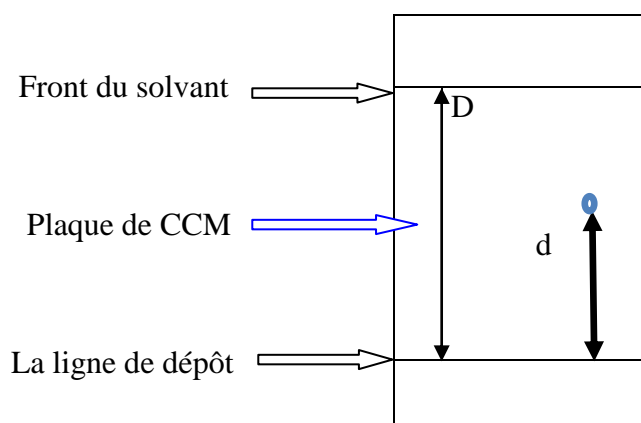 Front du solvant
D
Plaque de CCM
d
La ligne de dépôt